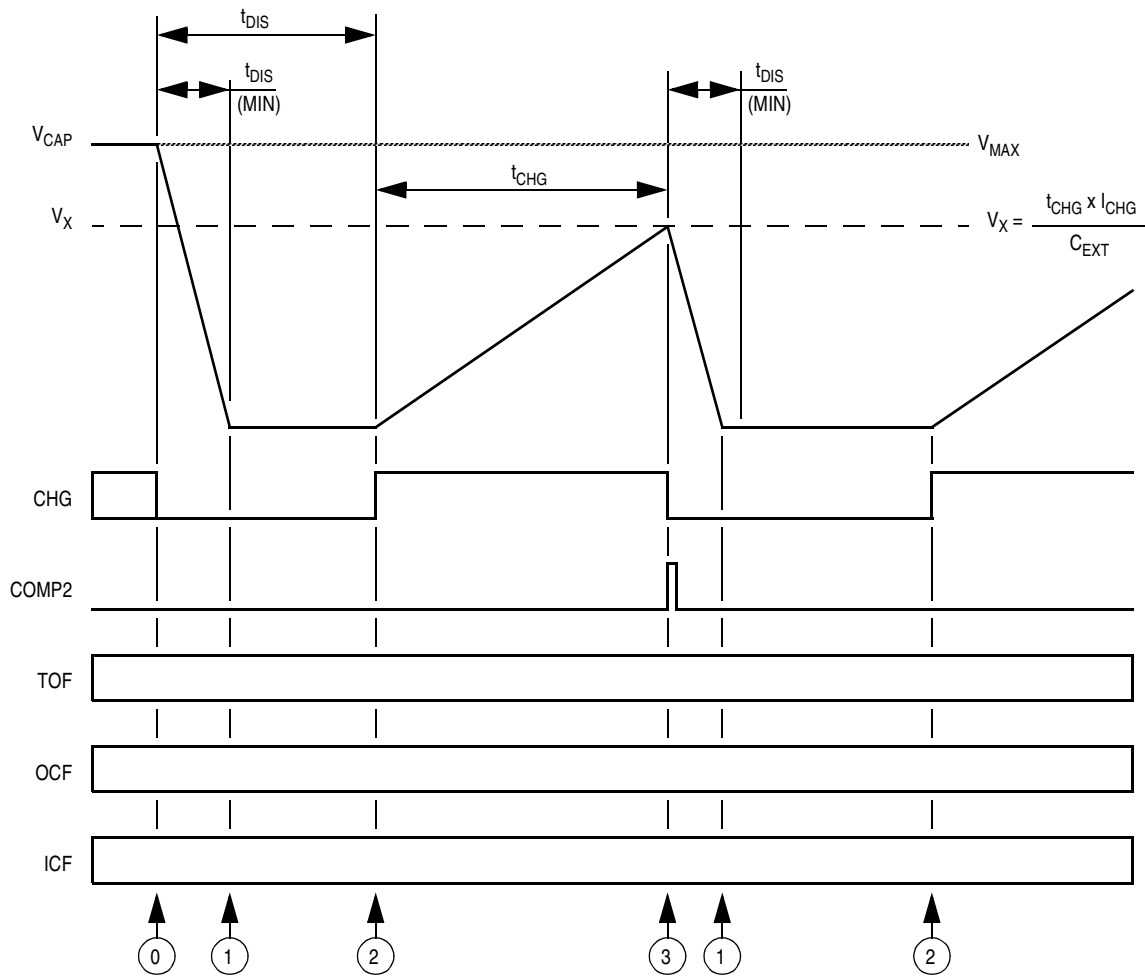 tDIS
tDIS
(MIN)
tDIS
(MIN)
VCAP
VMAX
tCHG
VX
VX = tCHG x ICHG
CEXT
CHG
COMP2
TOF
OCF
ICF
0 1 2 3 1 2